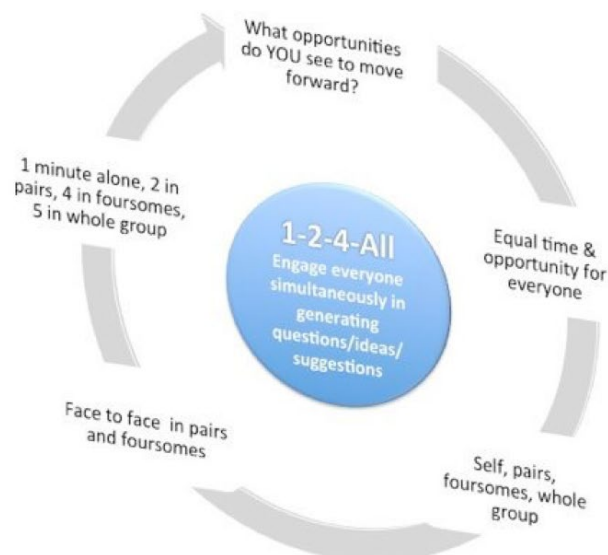 What opportunities
do YOU see to move
forward?
Equal time &
opportunity for
everyone
Self, pairs,
foursomes, whole
group
Face to face in pairs
and foursomes
1 minute alone, 2 in
pairs, 4 in foursomes,
5 in whole group
1-2-4-All
Engage everyone
simultaneously in
generating
questions/ideas/
suggestions